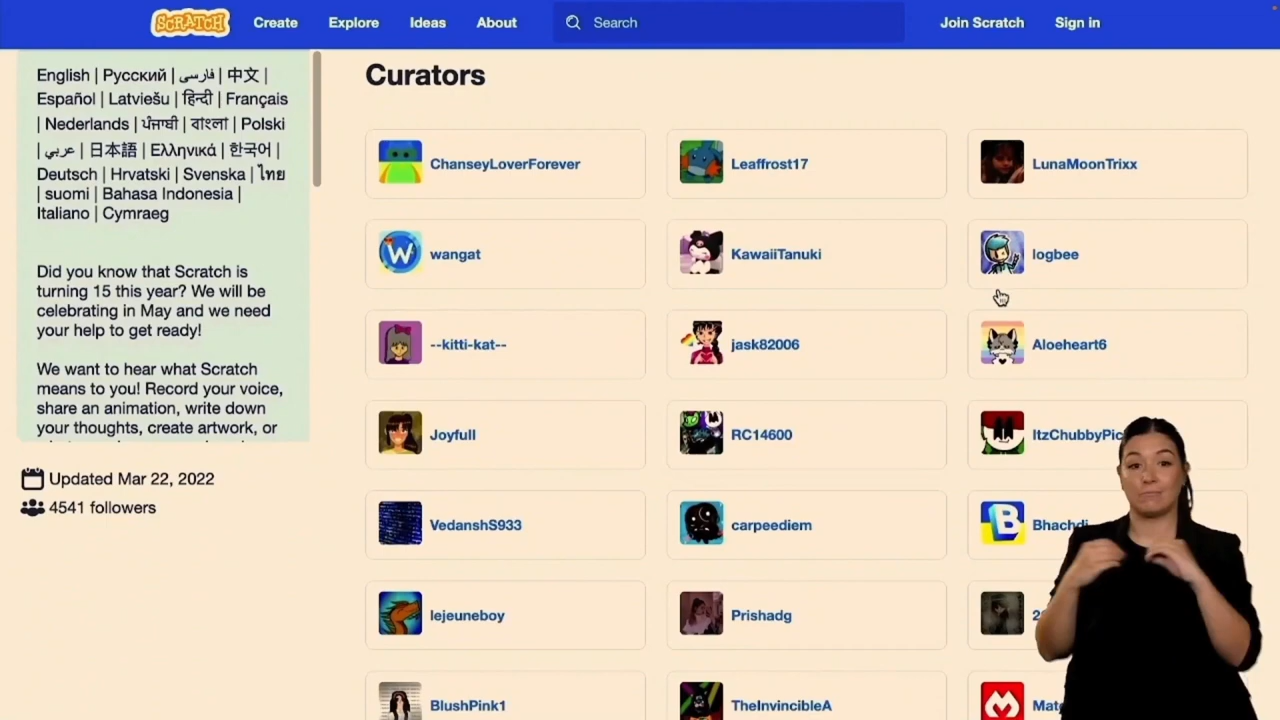 SCRATCH
Create
Explore
Ideas
About
Search
Join Scratch
Sign in
English | Русский | فارسی | 中文 |
Español | Latviešu | हिन्दी | Français
| Nederlands | ਪੰਜਾਬੀ | বাংলা | Polski
| عربي | 日本語 | Ελληνικά | 한국어 |
Deutsch | Hrvatski | Svenska | ไทย
| suomi | Bahasa Indonesia |
Italiano | Cymraeg
Did you know that Scratch is
turning 15 this year? We will be
celebrating in May and we need
your help to get ready!
We want to hear what Scratch
means to you! Record your voice,
share an animation, write down
your thoughts, create artwork, or
Updated Mar 22, 2022
4541 followers
Curators
ChanseyLoverForever
Leaffrost17
LunaMoonTrixx
W
wangat
KawaiiTanuki
logbee
--kitti-kat--
jask82006
Aloeheart6
Joyfull
RC14600
ItzChubbyPic
VedanshS933
carpeediem
B
Bhachdi
lejeuneboy
Prishadg
BlushPink1
TheInvincibleA